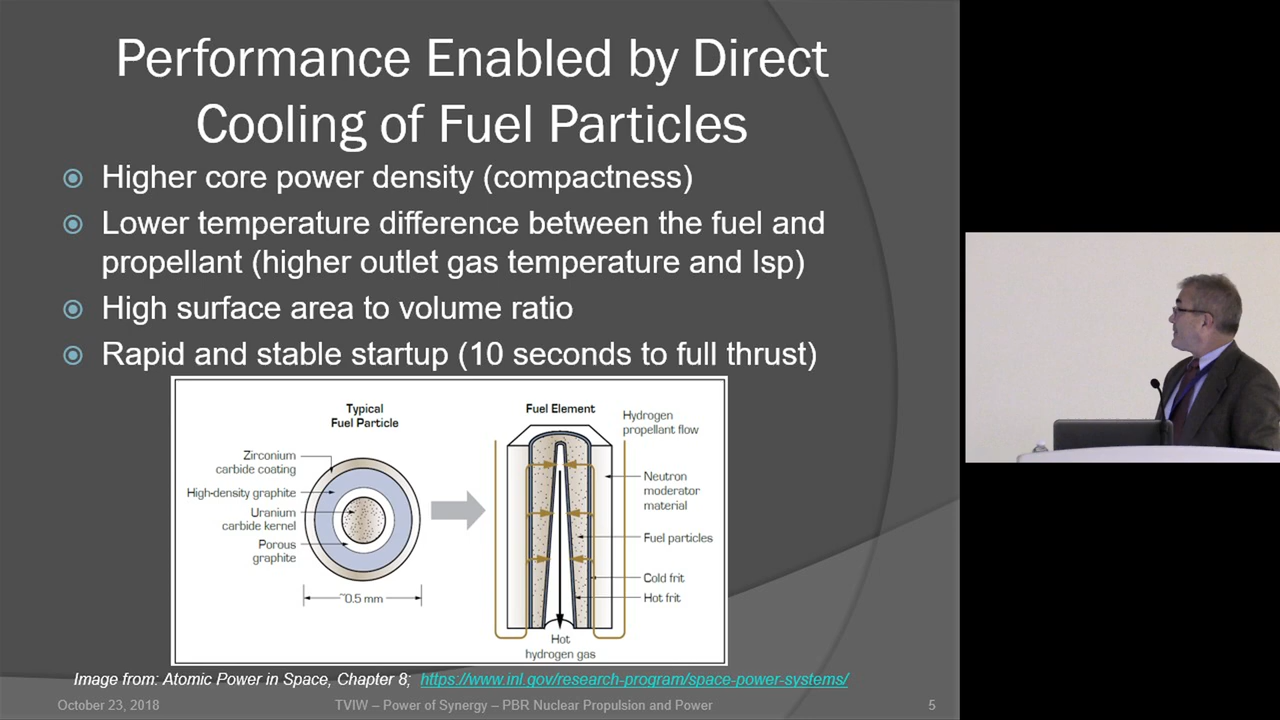 Performance Enabled by Direct
Cooling of Fuel Particles
Higher core power density (compactness)
Lower temperature difference between the fuel and
propellant (higher outlet gas temperature and Isp)
High surface area to volume ratio
Rapid and stable startup (10 seconds to full thrust)
Typical
Fuel Particle
Zirconium
carbide coating
High-density graphite
Uranium
carbide kernel
Porous
graphite
~0.5 mm
Fuel Element
Hydrogen
propellant flow
Neutron
moderator
material
Fuel particles
Cold frit
Hot frit
Hot
hydrogen gas
Image from: Atomic Power in Space, Chapter 8; https://www.inl.gov/research-program/space-power-systems/
October 23, 2018
TVIW – Power of Synergy – PBR Nuclear Propulsion and Power
5